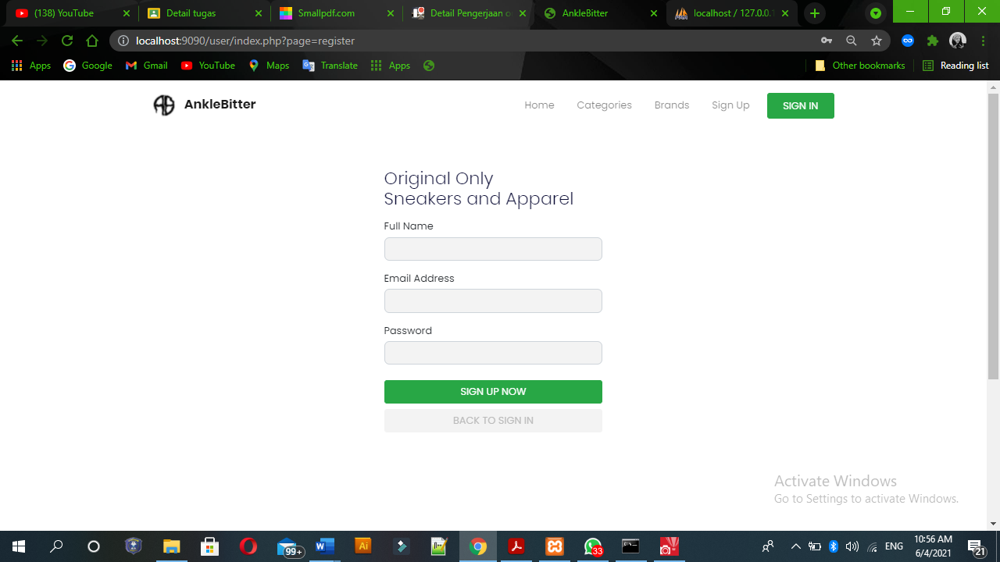 (138) YouTube
Detail tugas
Smallpdf.com
Detail Pengerjaan o
AnkleBitter
localhost / 127.0.0.1
localhost:9090/user/index.php?page=register
Apps
Google
Gmail
YouTube
Maps
Translate
Apps
Other bookmarks
Reading list
AnkleBitter
Home
Categories
Brands
Sign Up
SIGN IN
Original Only
Sneakers and Apparel
Full Name
Email Address
Password
SIGN UP NOW
BACK TO SIGN IN
Activate Windows
Go to Settings to activate Windows.
99+
W
Ai
33
ENG
10:56 AM
6/4/2021
21